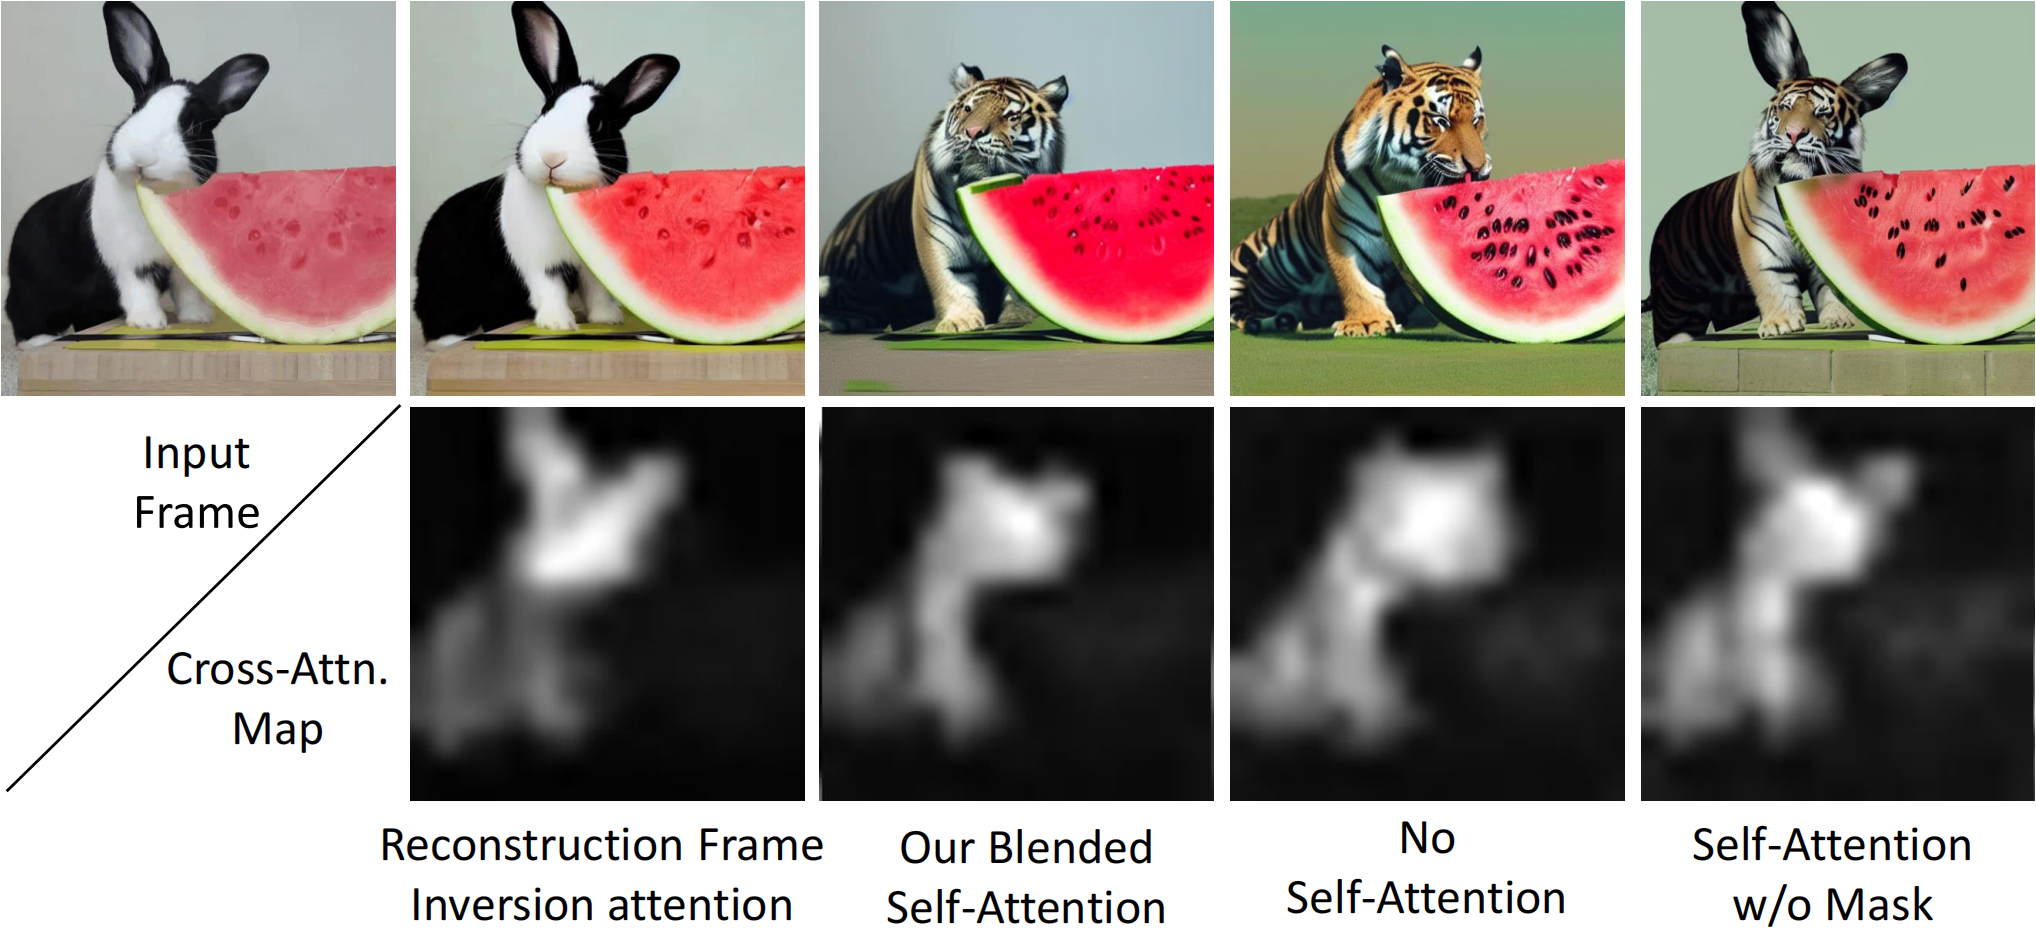 Input
Frame
Cross-Attn.
Map
Reconstruction Frame
Inversion attention
Our Blended
Self-Attention
No
Self-Attention
Self-Attention
w/o Mask